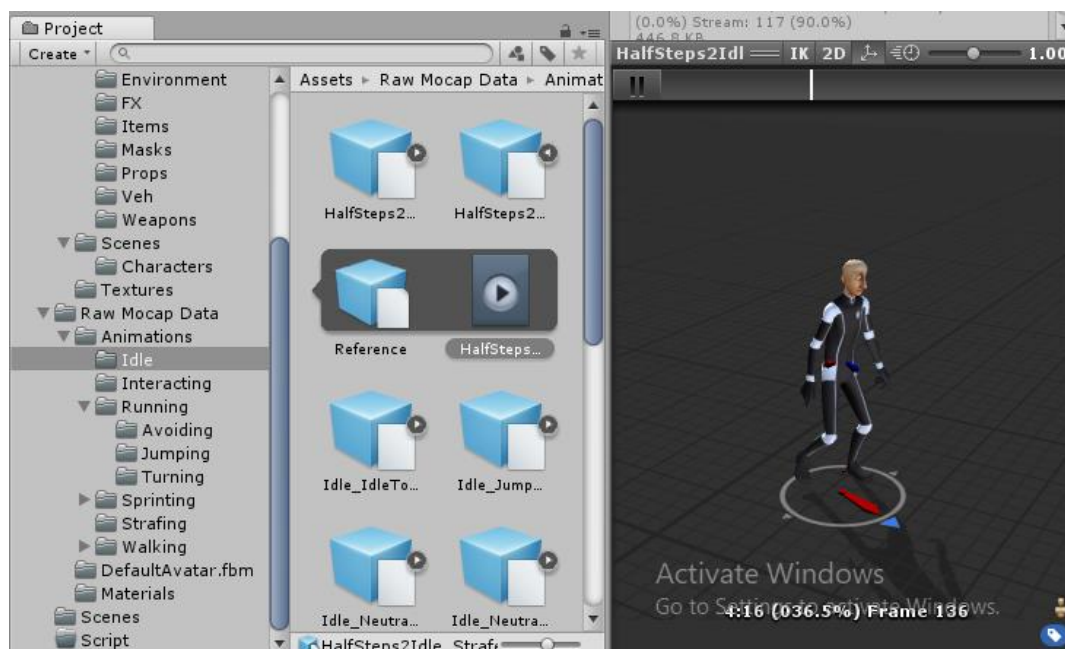 Project
Create
Environment
FX
Items
Masks
Props
Veh
Weapons
Scenes
Characters
Textures
Raw Mocap Data
Animations
Idle
Interacting
Running
Avoiding
Jumping
Turning
Sprinting
Strafing
Walking
DefaultAvatar.fbm
Materials
Scenes
Script
Assets Raw Mocap Data Animat
HalfSteps2... HalfSteps2...
Reference HalfSteps...
Idle_IdleTo... Idle_Jump...
Idle_Neutra... Idle_Neutra...
HalfSteps2Idle_Strafe
(0.0%) Stream: 117 (90.0%)
446.8 KB
HalfSteps2Idl IK 2D 1.00
Activate Windows
Go to Settings to activate Windows.
4:16 (036.5%) Frame 136